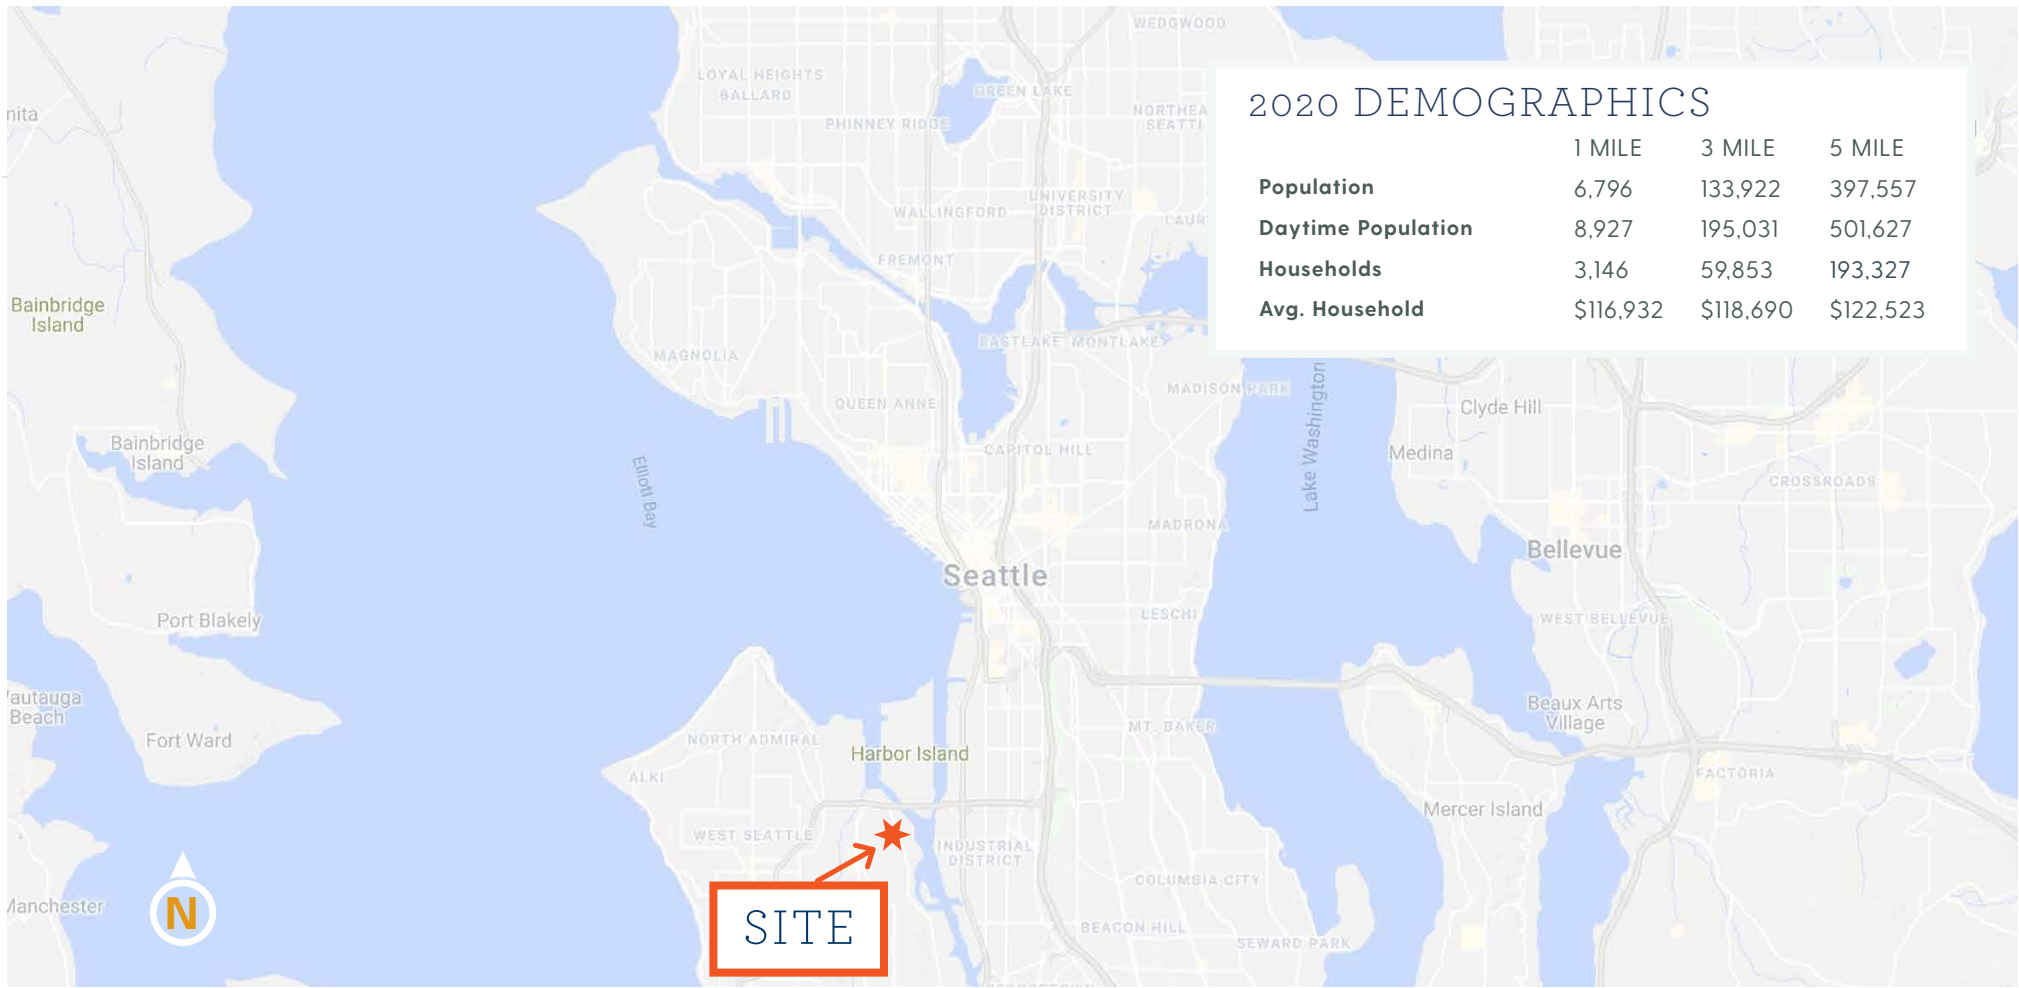 WEDGWOOD
LOYAL HEIGHTS
BALLARD
GREEN LAKE
PHINNEY RIDGE
2020 DEMOGRAPHICS
1 MILE 3 MILE 5 MILE
Population 6,796 133,922 397,557
Daytime Population 8,927 195,031 501,627
Households 3,146 59,853 193,327
Avg. Household $116,932 $118,690 $122,523
UNIVERSITY
DISTRICT
WALLINGFORD
FREMONT
Bainbridge
Island
EASTLAKE
MONTLAKE
MAGNOLIA
MADISON PARK
QUEEN ANNE
Clyde Hill
Lake Washington
Bainbridge
Island
CAPITOL HILL
Medina
Elliott Bay
CROSSROADS
MADRONA
Bellevue
Seattle
Port Blakely
LESCHI
WEST BELLEVUE
Beach
Beaux Arts
Village
Fort Ward
NORTH ADMIRAL
MT. BAKER
Harbor Island
ALKI
FACTORIA
Mercer Island
WEST SEATTLE
INDUSTRIAL
DISTRICT
COLUMBIA CITY
N
SITE
BEACON HILL
SEWARD PARK